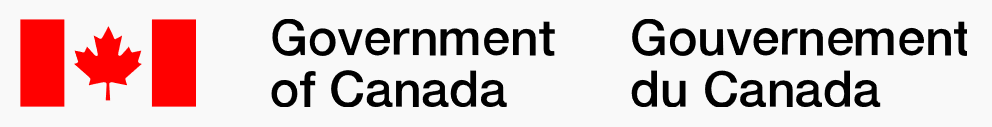 Government
of Canada
Gouvernement
du Canada